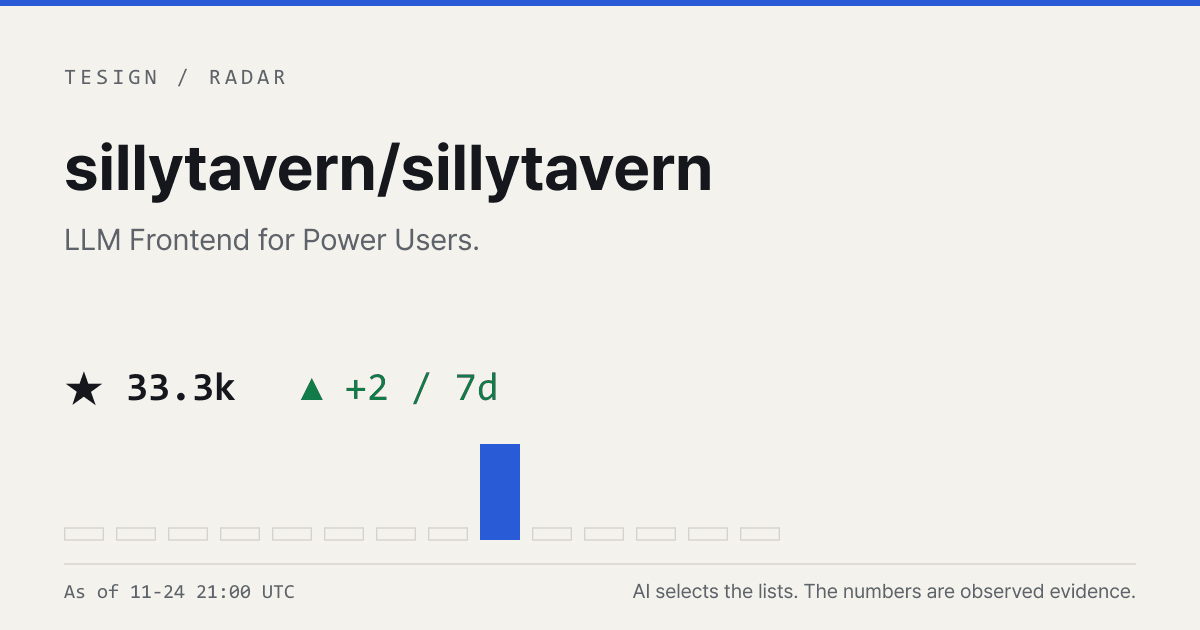 TESIGN / RADAR
sillytavern/sillytavern
LLM Frontend for Power Users.
★ 33.3k ▲ +2 / 7d
As of 11-24 21:00 UTC
AI selects the lists. The numbers are observed evidence.